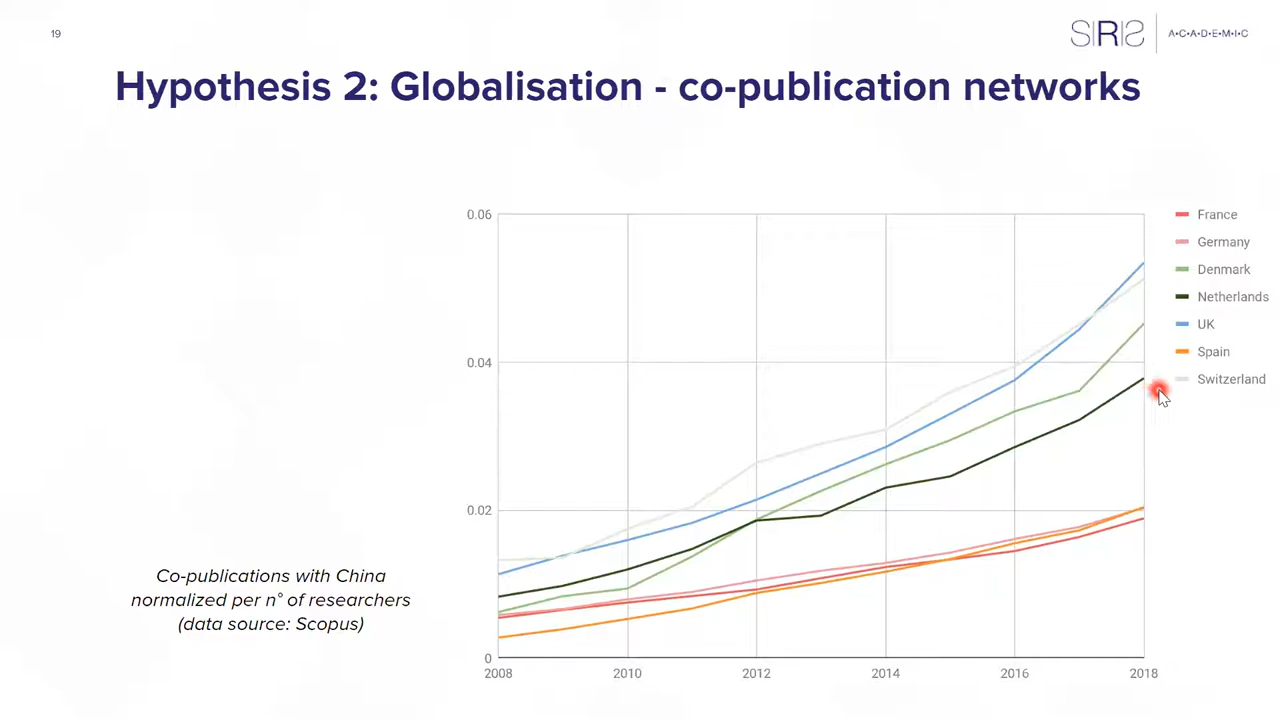 19
SIRIS
A•C•A•D•E•M•I•C
Hypothesis 2: Globalisation - co-publication networks
0.06
0.04
0.02
0
2008
2010
2012
2014
2016
2018
France
Germany
Denmark
Netherlands
UK
Spain
Switzerland
Co-publications with China
normalized per n° of researchers
(data source: Scopus)